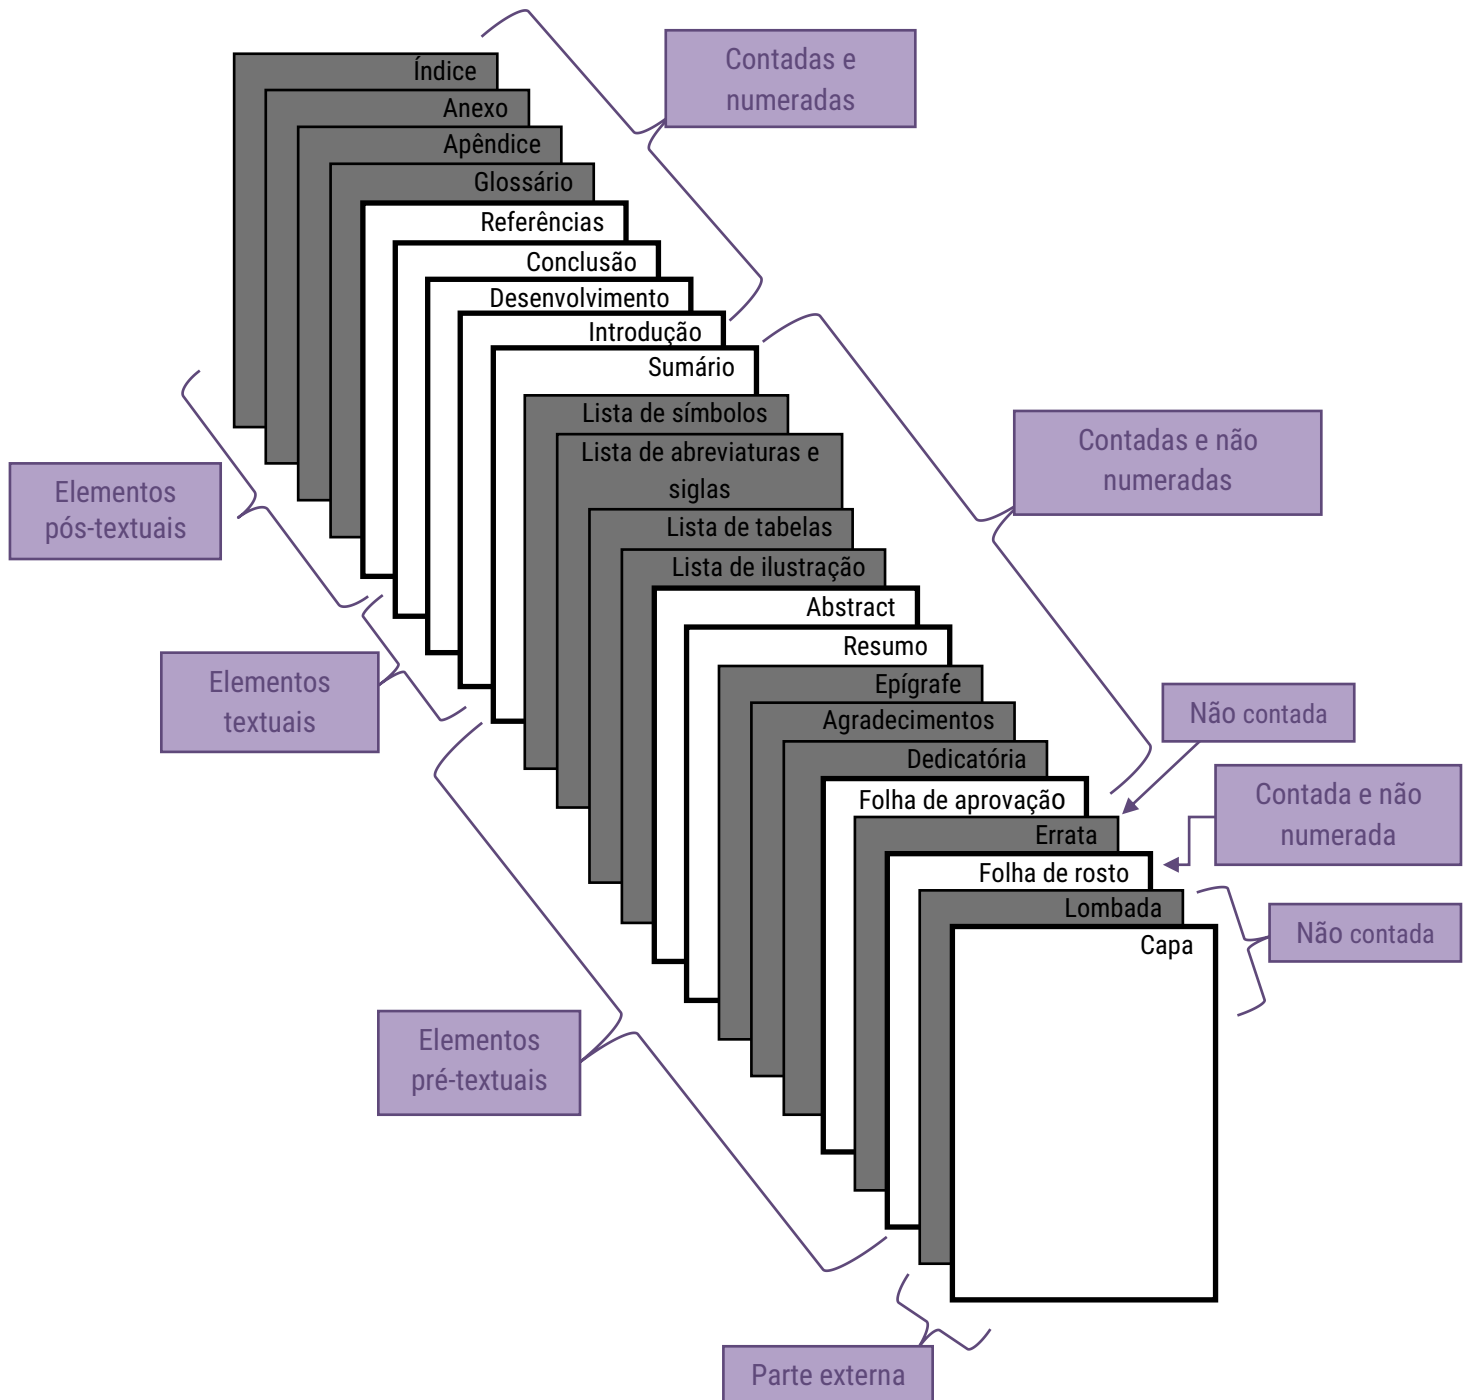 Contadas e
numeradas
Índice
Anexo
Apêndice
Glossário
Referências
Conclusão
Desenvolvimento
Introdução
Sumário
Lista de símbolos
Lista de abreviaturas e
siglas
Lista de tabelas
Lista de ilustração
Abstract
Resumo
Epígrafe
Agradecimentos
Dedicatória
Folha de aprovação
Errata
Folha de rosto
Lombada
Capa
Contadas e não
numeradas
Não contada
Contada e não
numerada
Não contada
Elementos
pós-textuais
Elementos
textuais
Elementos
pré-textuais
Parte externa